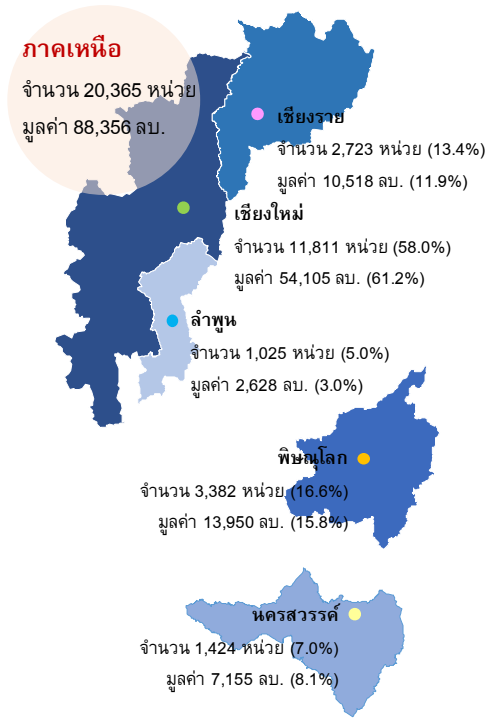 ภาคเหนือ
จำนวน 20,365 หน่วย
มูลค่า 88,356 ลบ.
เชียงราย
จำนวน 2,723 หน่วย (13.4%)
มูลค่า 10,518 ลบ. (11.9%)
เชียงใหม่
จำนวน 11,811 หน่วย (58.0%)
มูลค่า 54,105 ลบ. (61.2%)
ลำพูน
จำนวน 1,025 หน่วย (5.0%)
มูลค่า 2,628 ลบ. (3.0%)
พิษณุโลก
จำนวน 3,382 หน่วย (16.6%)
มูลค่า 13,950 ลบ. (15.8%)
นครสวรรค์
จำนวน 1,424 หน่วย (7.0%)
มูลค่า 7,155 ลบ. (8.1%)